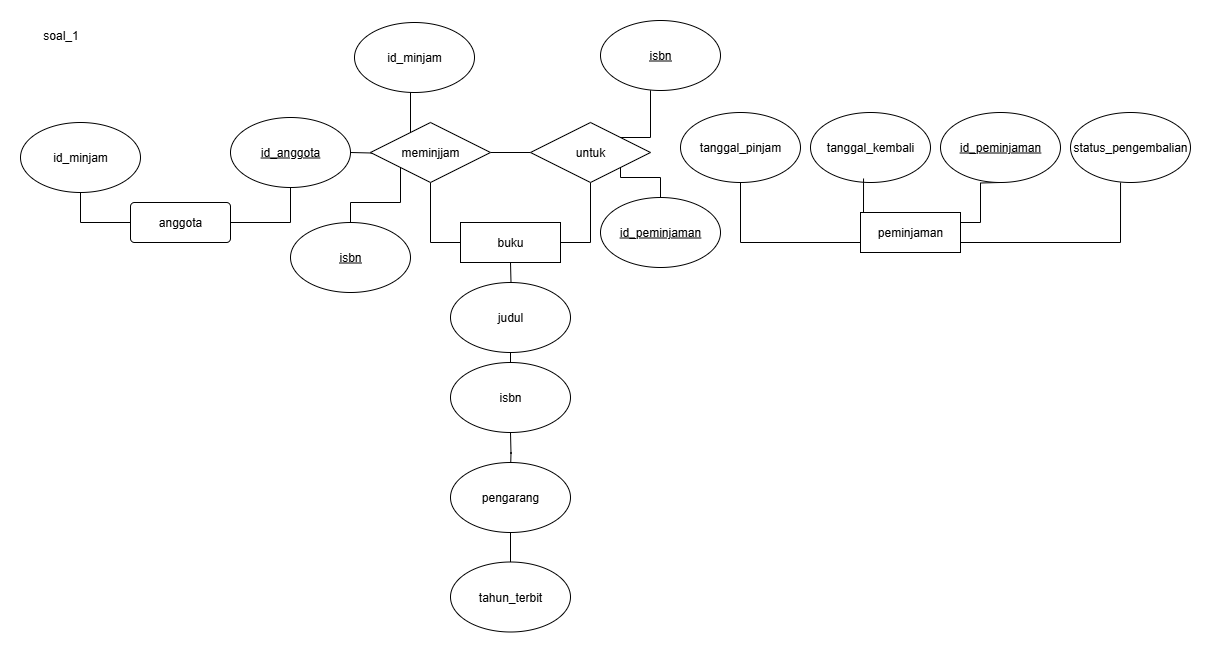 soal_1
id_minjam
isbn
id_minjam
id_anggota
meminjjam
untuk
tanggal_pinjam
tanggal_kembali
id_peminjaman
status_pengembalian
anggota
isbn
buku
id_peminjaman
peminjaman
judul
isbn
pengarang
tahun_terbit